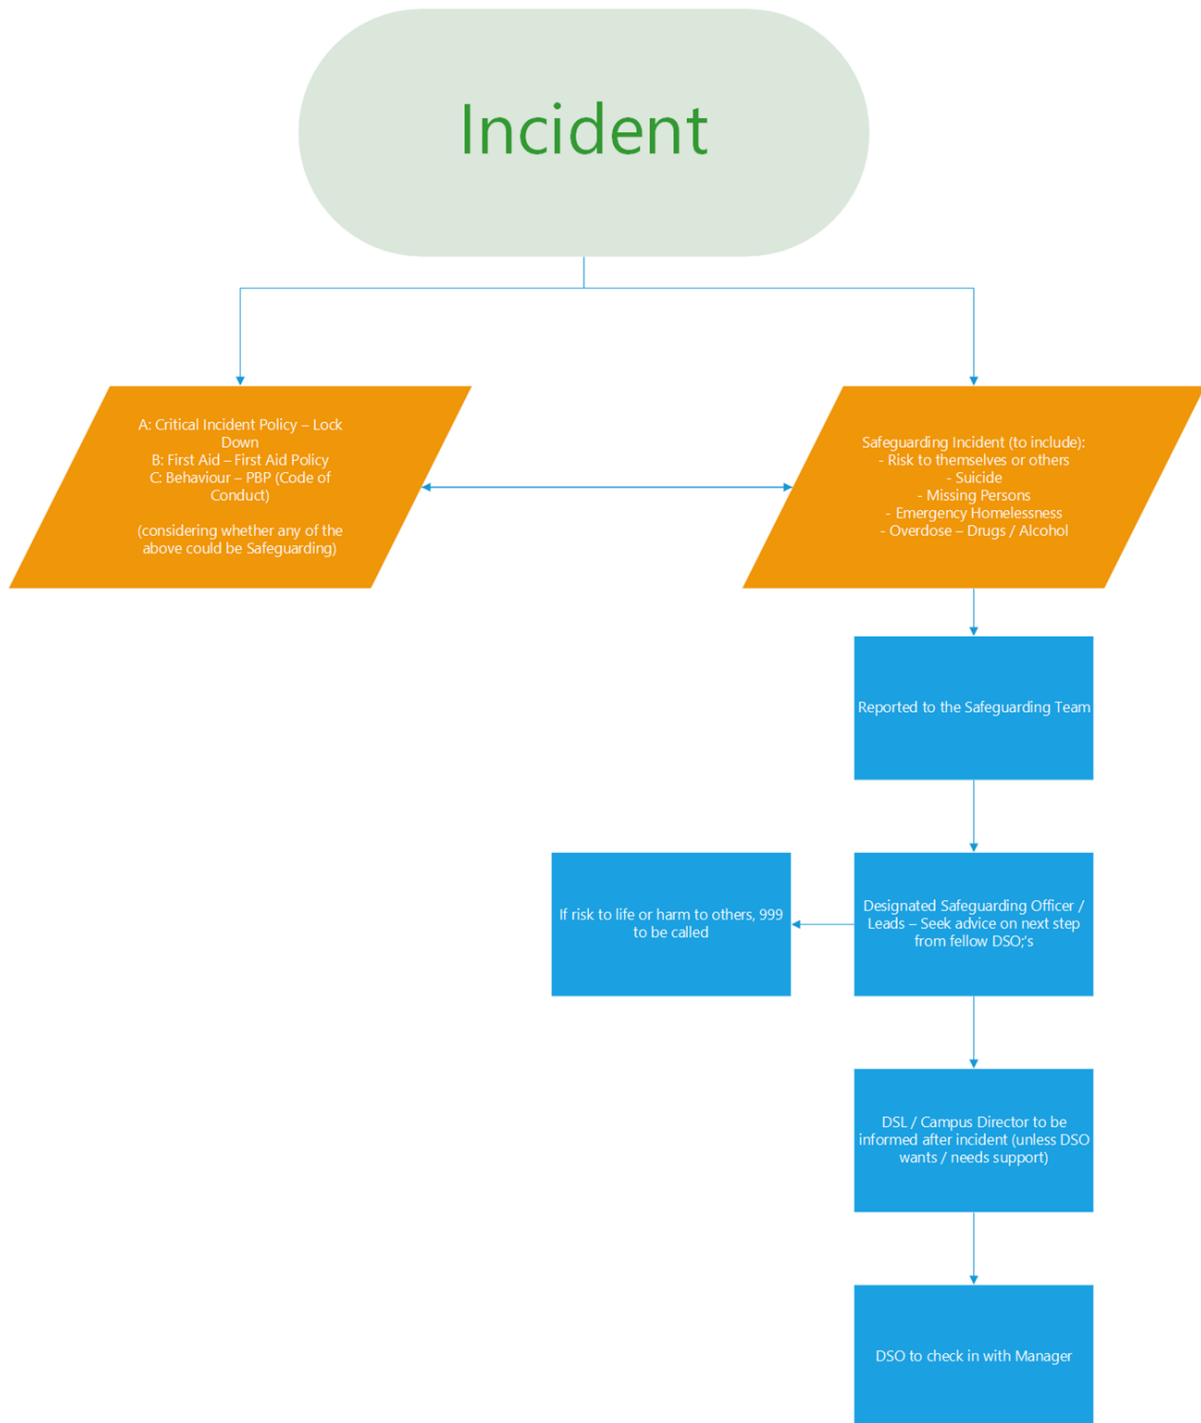 Incident
A: Critical Incident Policy – Lock
Down
B: First Aid – First Aid Policy
C: Behaviour – PBP (Code of
Conduct)
(considering whether any of the
above could be Safeguarding)
Safeguarding Incident (to include):
- Risk to themselves or others
- Suicide
- Missing Persons
- Emergency Homelessness
- Overdose – Drugs / Alcohol
Reported to the Safeguarding Team
If risk to life or harm to others, 999
to be called
Designated Safeguarding Officer /
Leads – Seek advice on next step
from fellow DSO;'s
DSL / Campus Director to be
informed after incident (unless DSO
wants / needs support)
DSO to check in with Manager